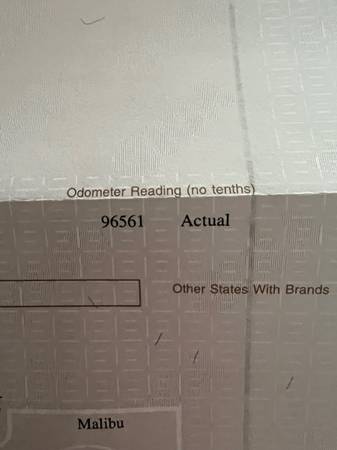 Odometer Reading (no tenths)
96561 Actual
Other States With Brands
Malibu